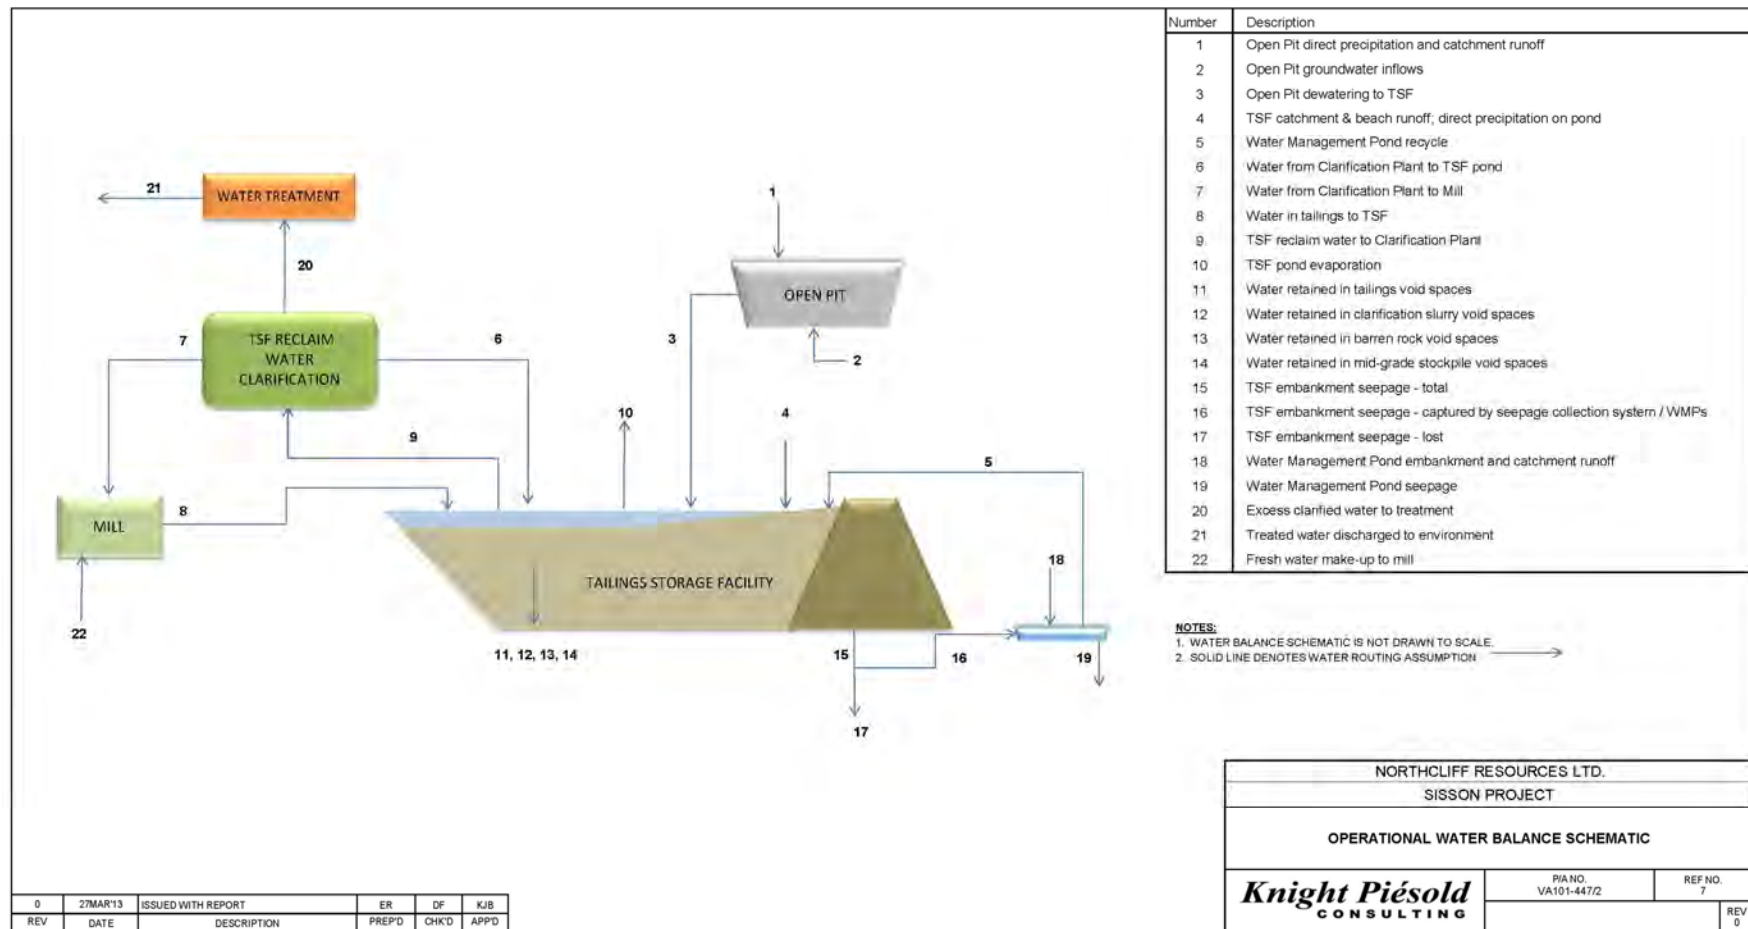 Number Description
1 Open Pit direct precipitation and catchment runoff
2 Open Pit groundwater inflows
3 Open Pit dewatering to TSF
4 TSF catchment & beach runoff; direct precipitation on pond
5 Water Management Pond recycle
6 Water from Clarification Plant to TSF pond
7 Water from Clarification Plant to Mill
8 Water in tailings to TSF
9 TSF reclaim water to Clarification Plant
10 TSF pond evaporation
11 Water retained in tailings void spaces
12 Water retained in clarification slurry void spaces
13 Water retained in barren rock void spaces
14 Water retained in mid-grade stockpile void spaces
15 TSF embankment seepage - total
16 TSF embankment seepage - captured by seepage collection system / WMPs
17 TSF embankment seepage - lost
18 Water Management Pond embankment and catchment runoff
19 Water Management Pond seepage
20 Excess clarified water to treatment
21 Treated water discharged to environment
22 Fresh water make-up to mill
21
WATER TREATMENT
1
20
OPEN PIT
7
TSF RECLAIM
WATER
CLARIFICATION
6
3
2
10
4
9
5
8
MILL
TAILINGS STORAGE FACILITY
18
22
11, 12, 13, 14
15
16
19
17
NOTES:
1. WATER BALANCE SCHEMATIC IS NOT DRAWN TO SCALE.
2. SOLID LINE DENOTES WATER ROUTING ASSUMPTION
NORTHCLIFF RESOURCES LTD.
SISSON PROJECT
OPERATIONAL WATER BALANCE SCHEMATIC
Knight Piésold
CONSULTING
P/A NO.
VA101-447/2
REF NO.
7
REV
0
0 27MAR'13 ISSUED WITH REPORT ER DF KJB
REV DATE DESCRIPTION PREP'D CHK'D APP'D